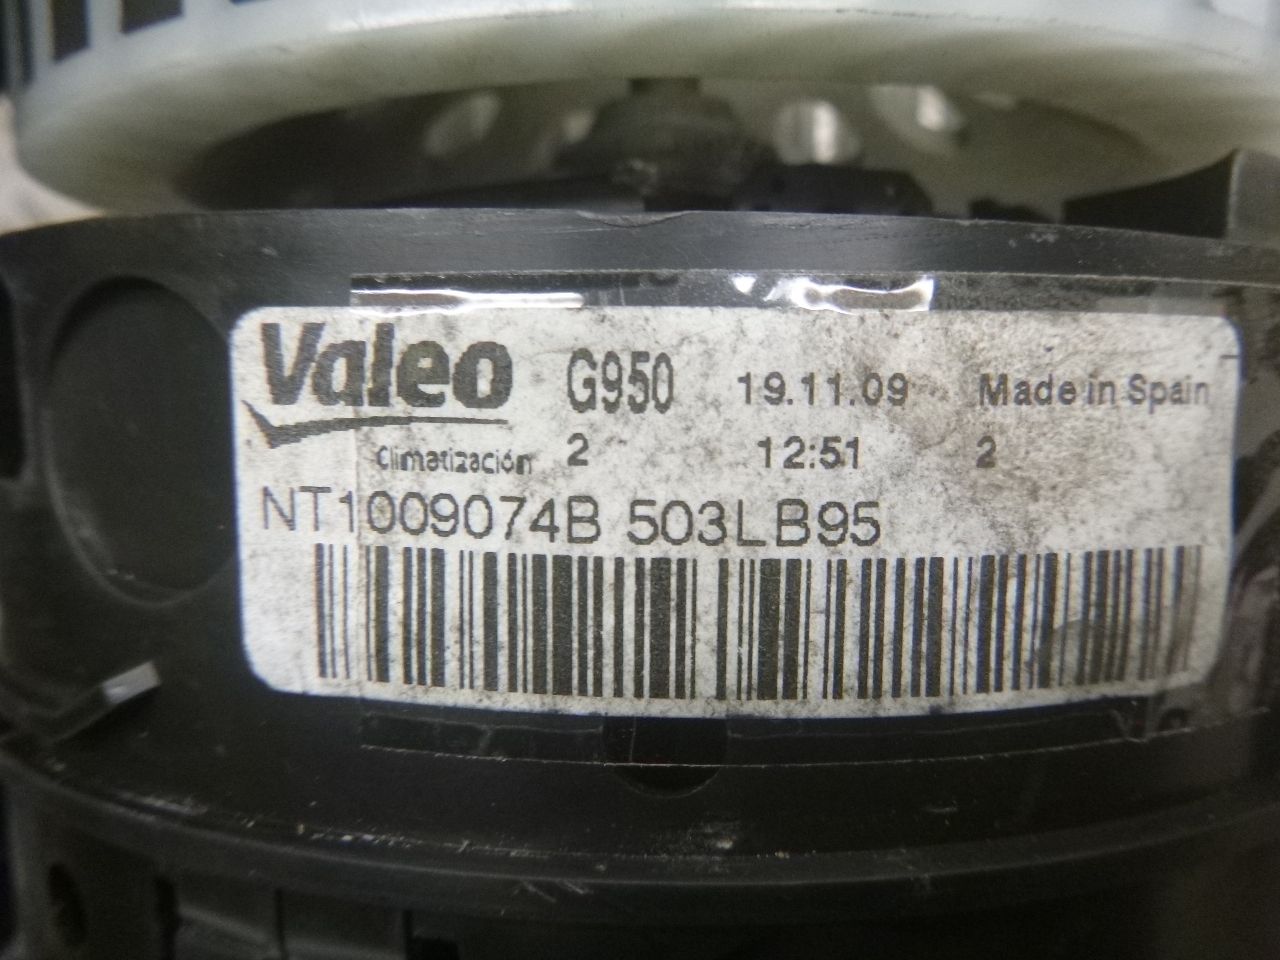 Valeo G950 19.11.09 Made in Spain
Climatización 2 12:51 2
NT1009074B 503LB95